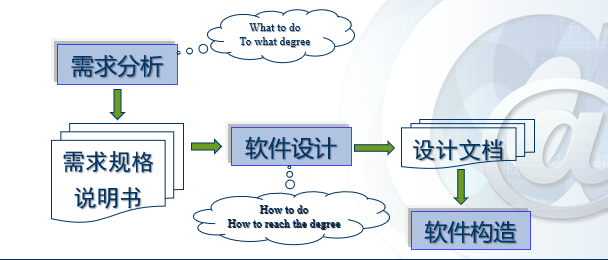 What to do
To what degree
需求分析
需求规格
说明书
软件设计
设计文档
How to do
How to reach the degree
软件构造
@